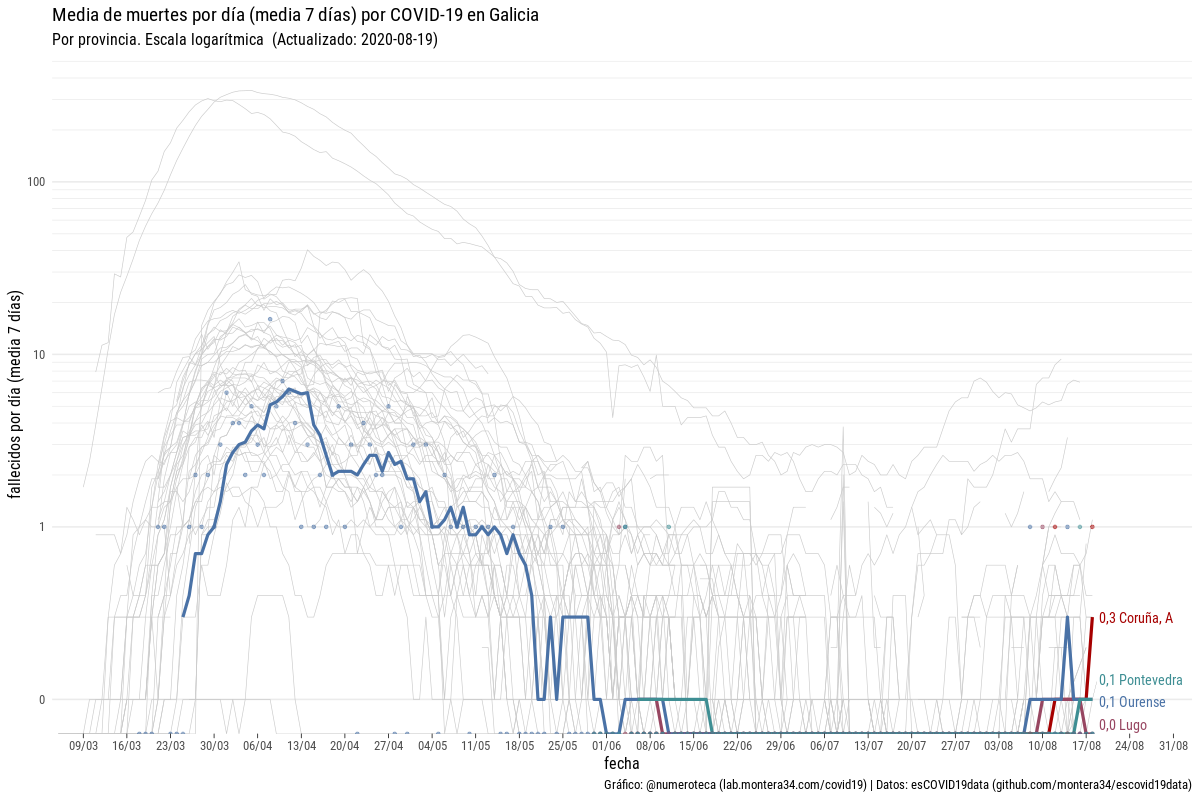 Media de muertes por día (media 7 días) por COVID-19 en Galicia
Por provincia. Escala logarítmica (Actualizado: 2020-08-19)
fallecidos por día (media 7 días)
100
10
1
0
0,3 Coruña, A
0,1 Pontevedra
0,1 Ourense
0,0 Lugo
09/03 16/03 23/03 30/03 06/04 13/04 20/04 27/04 04/05 11/05 18/05 25/05 01/06 08/06 15/06 22/06 29/06 06/07 13/07 20/07 27/07 03/08 10/08 17/08 24/08 31/08
fecha
Gráfico: @numeroteca (lab.montera34.com/covid19) | Datos: esCOVID19data (github.com/montera34/escovid19data)